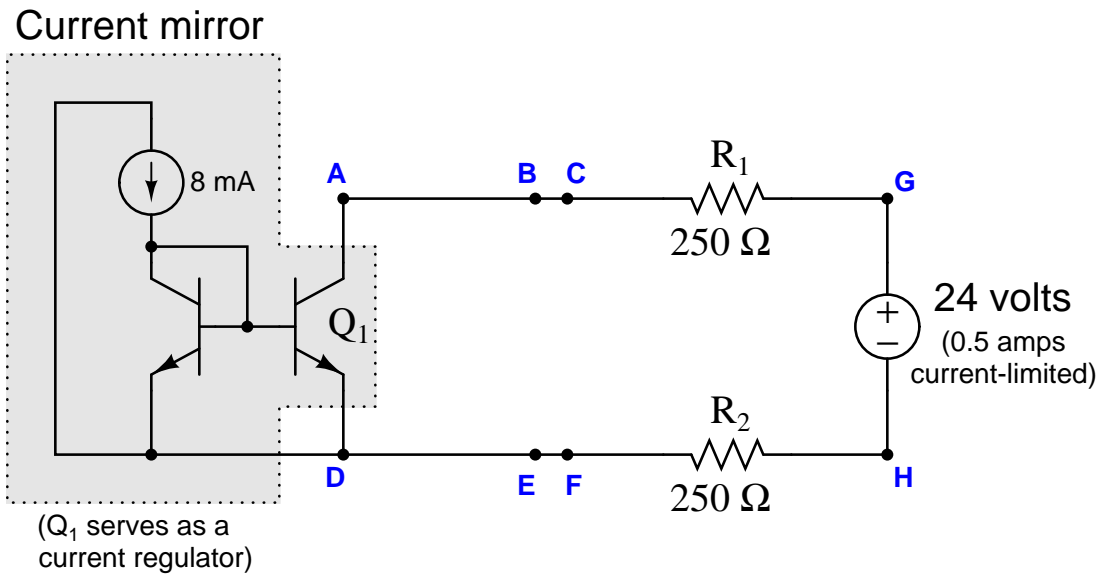 Current mirror
8 mA
A
B
C
R1
G
250 Ω
Q1
+
−
24 volts
(0.5 amps
current-limited)
R2
D
E
F
250 Ω
H
(Q1 serves as a
current regulator)